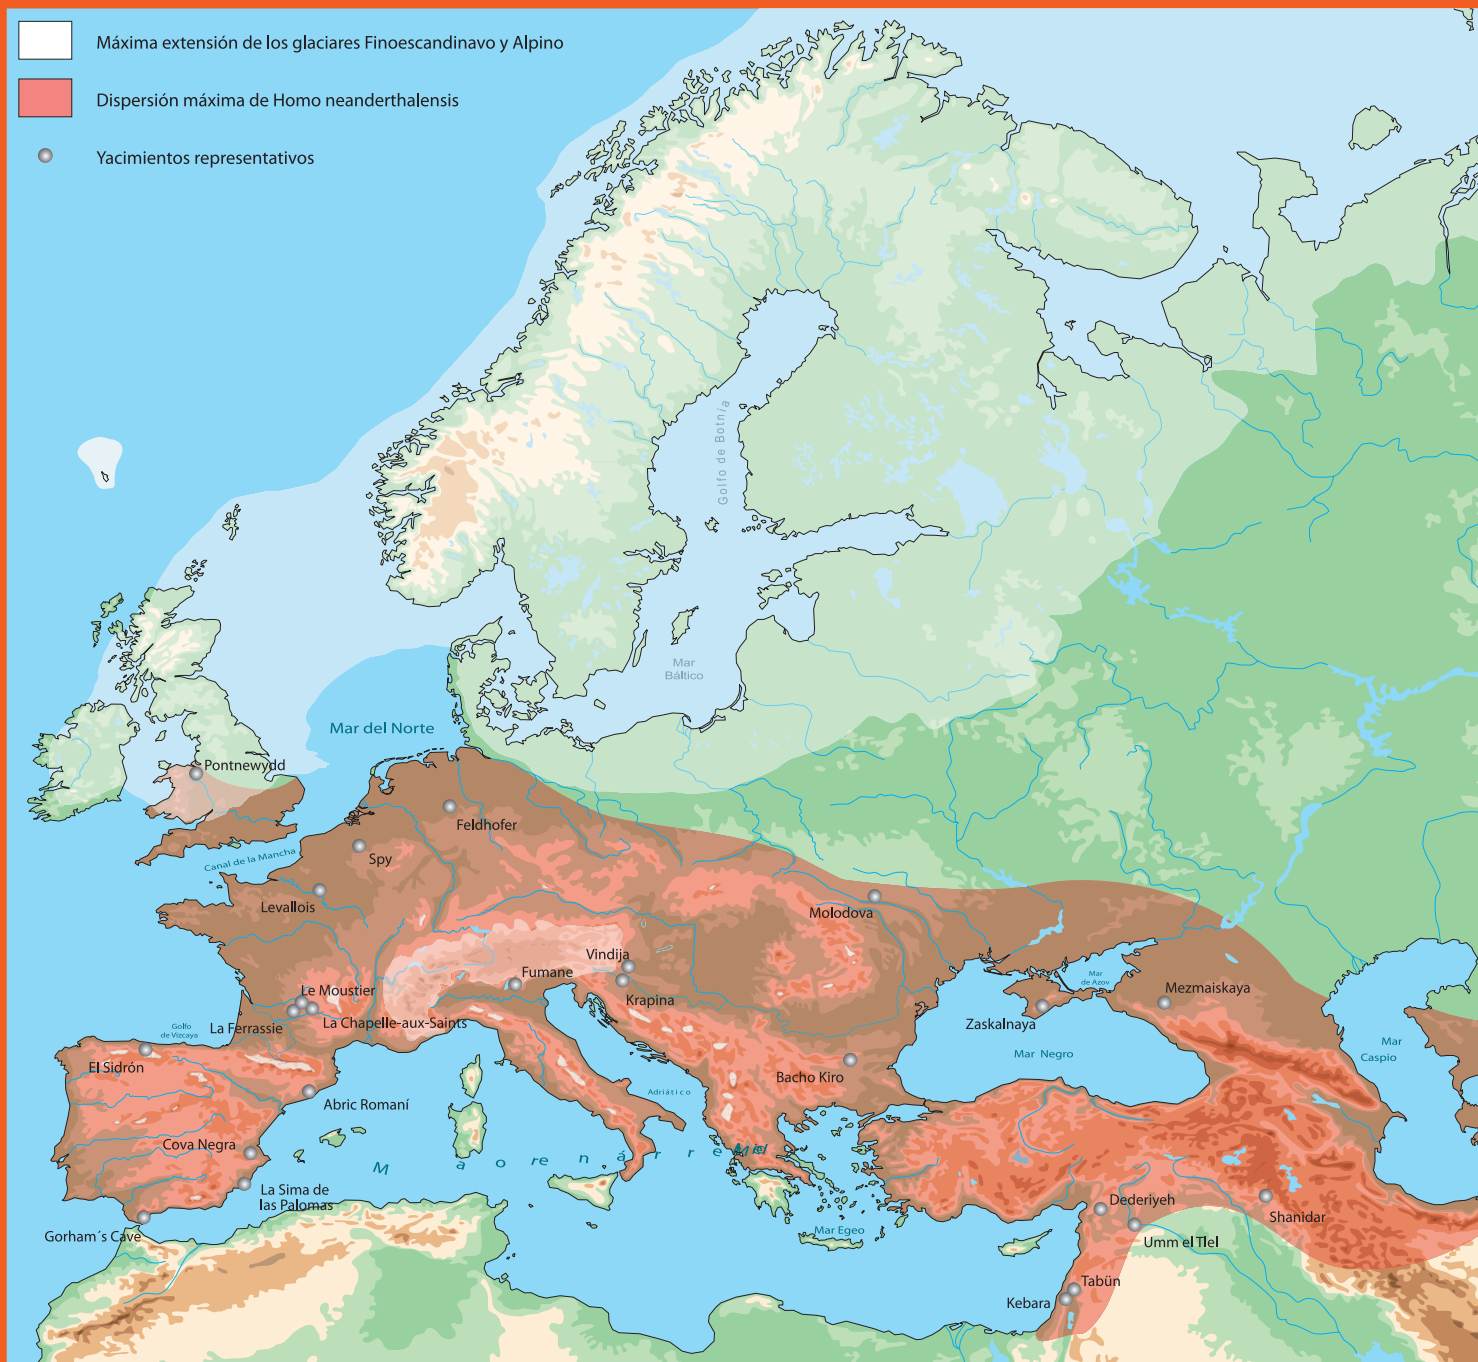 Máxima extensión de los glaciares Finoescandinavo y Alpino
Dispersión máxima de Homo neanderthalensis
Yacimientos representativos
Golfo de Botnia
Mar
Báltico
Mar del Norte
Pontnewydd
Feldhofer
Spy
Canal de la Mancha
Levallois
Molodova
Vindija
Fumane
Krapina
Le Moustier
La Ferrassie
La Chapelle-aux-Saints
Mar
de Azov
Mezmaiskaya
Zaskalnaya
Golfo
de Vizcaya
El Sidrón
Mar Negro
Mar
Caspio
Bacho Kiro
Abric Romaní
Adriático
Cova Negra
La Sima de
las Palomas
Gorham´s Cave
Mar Egeo
Dederiyeh
Shanidar
Umm el Tlel
Tabün
Kebara